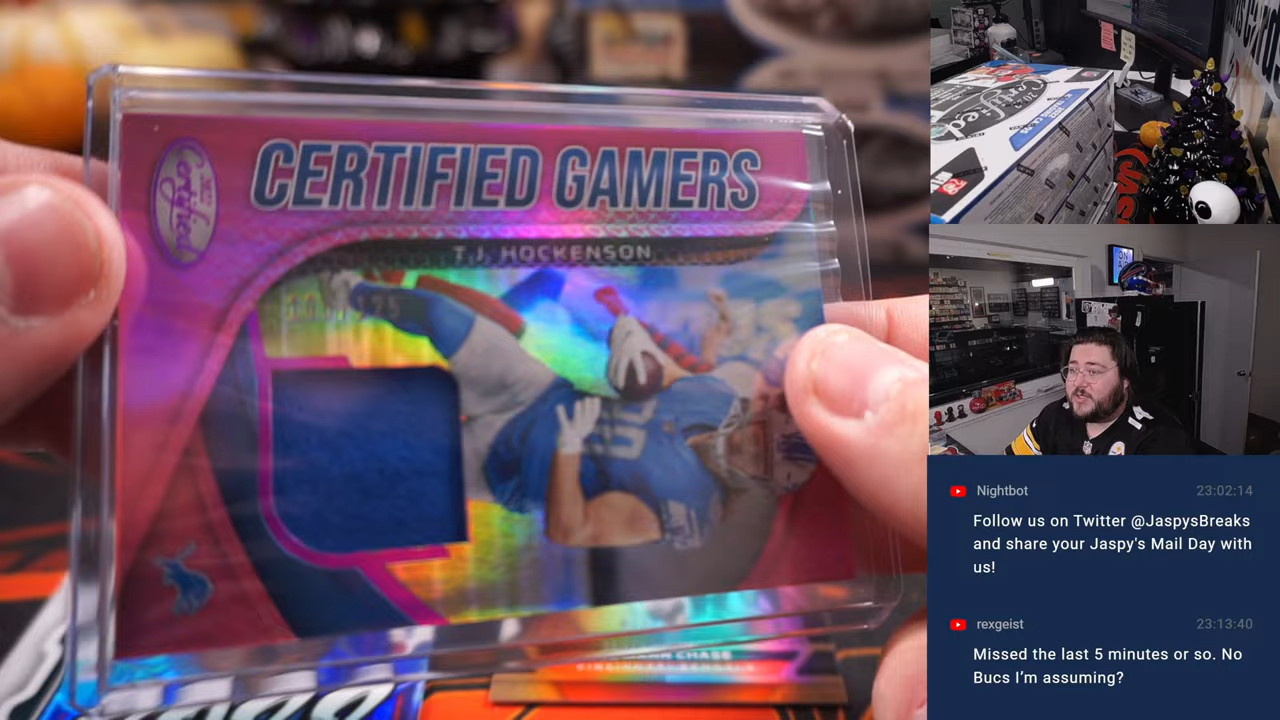 CERTIFIED GAMERS
T.J. HOCKENSON
Certified
Nightbot 23:02:14
Follow us on Twitter @JaspysBreaks
and share your Jaspy's Mail Day with
us!
rexgeist 23:13:40
Missed the last 5 minutes or so. No
Bucs I'm assuming?